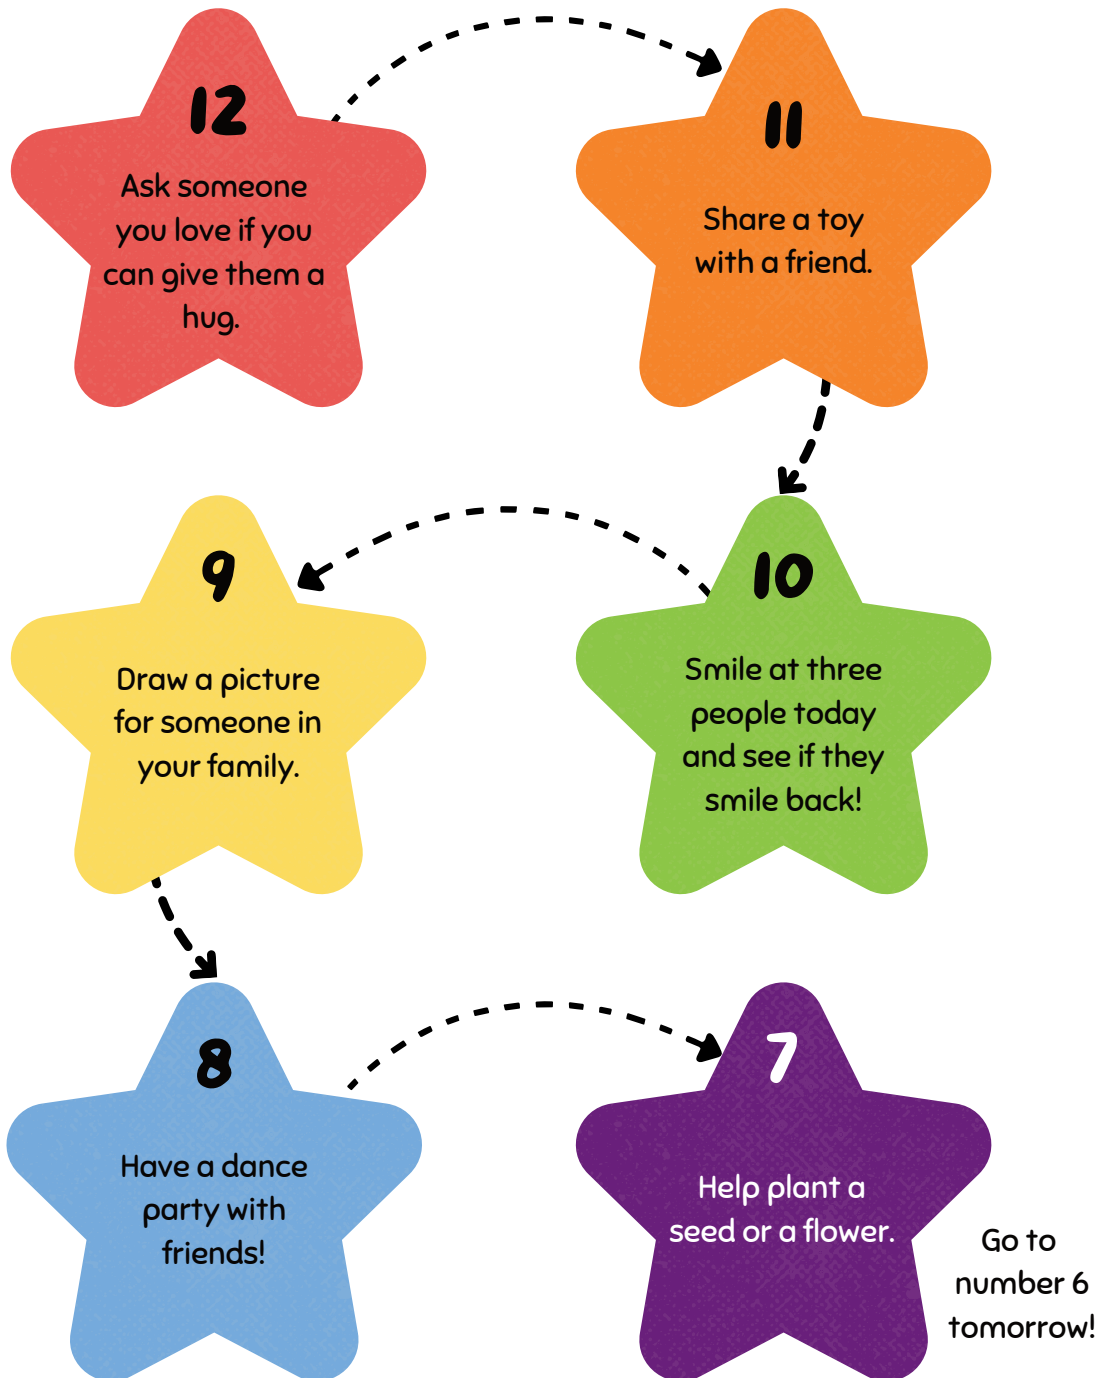 12
Ask someone
you love if you
can give them a
hug.
11
Share a toy
with a friend.
10
Smile at three
people today
and see if they
smile back!
9
Draw a picture
for someone in
your family.
8
Have a dance
party with
friends!
7
Help plant a
seed or a flower.
Go to
number 6
tomorrow!